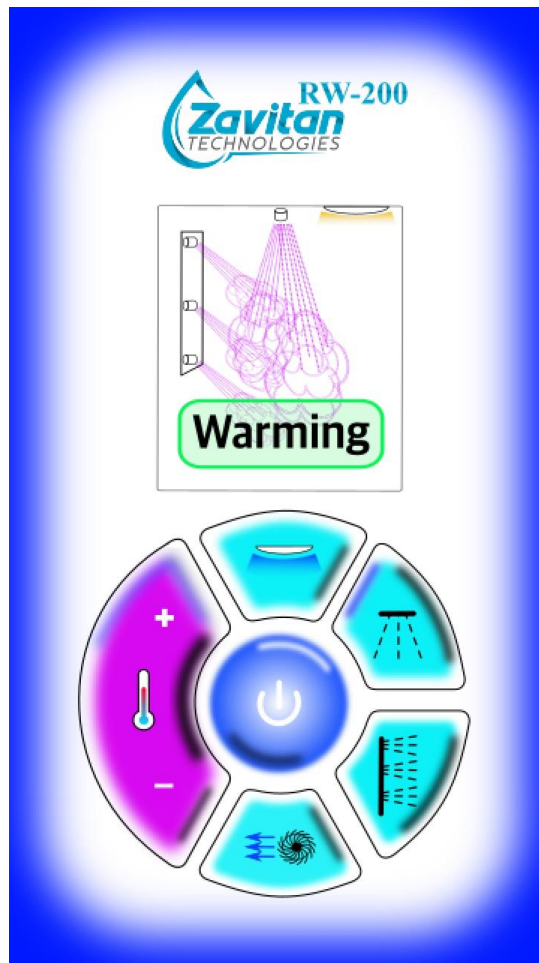 RW-200
Zavitan
TECHNOLOGIES
Warming
+
−